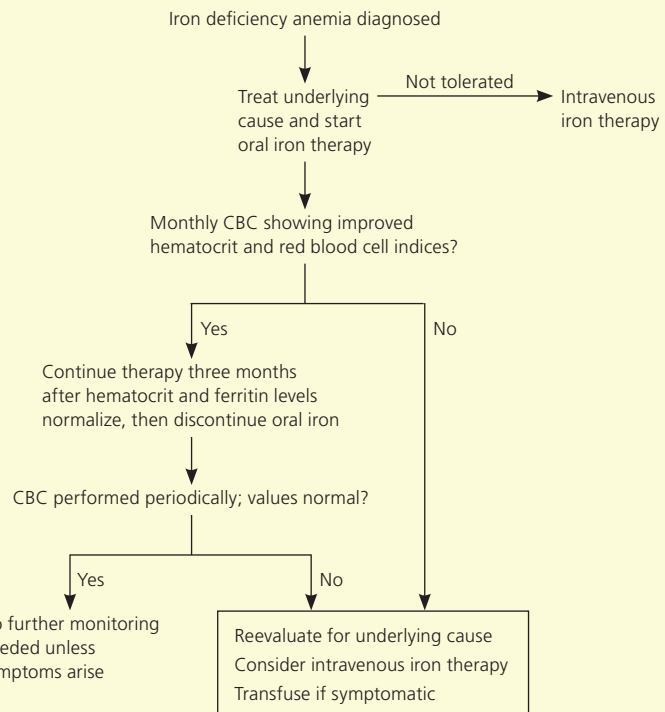 Iron deficiency anemia diagnosed
Treat underlying
cause and start
oral iron therapy
Not tolerated
Intravenous
iron therapy
Monthly CBC showing improved
hematocrit and red blood cell indices?
Yes
No
Continue therapy three months
after hematocrit and ferritin levels
normalize, then discontinue oral iron
CBC performed periodically; values normal?
Yes
No
further monitoring
unless
arise
Reevaluate for underlying cause
Consider intravenous iron therapy
Transfuse if symptomatic